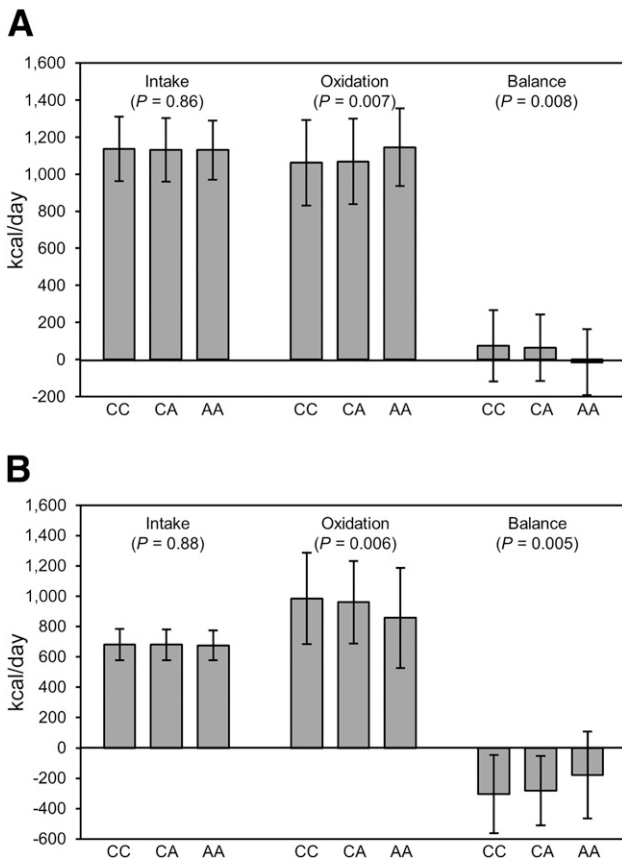 A
1,600
1,400
1,200
1,000
800
600
400
200
0
-200
kcal/day
Intake
(P = 0.86)
Oxidation
(P = 0.007)
Balance
(P = 0.008)
CC CA AA CC CA AA CC CA AA
B
1,600
1,400
1,200
1,000
800
600
400
200
0
-200
-400
-600
kcal/day
Intake
(P = 0.88)
Oxidation
(P = 0.006)
Balance
(P = 0.005)
CC CA AA CC CA AA CC CA AA